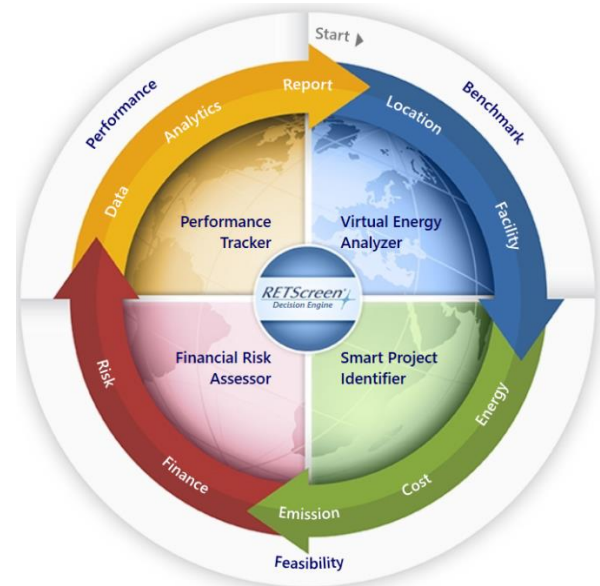 Start
Benchmark
Location
Facility
Virtual Energy
Analyzer
Energy
Cost
Emission
Smart Project
Identifier
Feasibility
Finance
Risk
Financial Risk
Assessor
Performance
Data
Analytics
Report
Performance
Tracker
RETScreen
Decision Engine